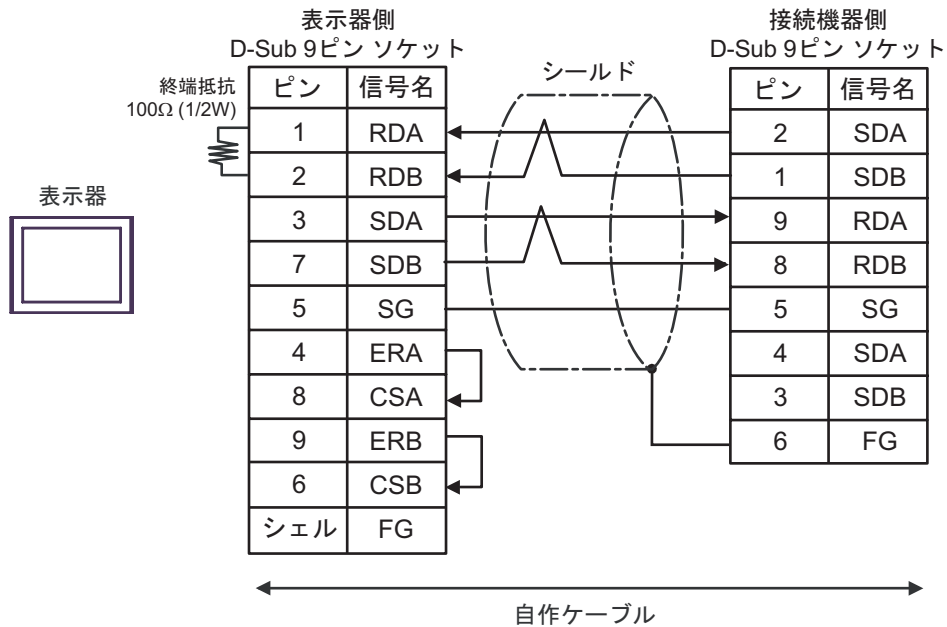 表示器側
D-Sub 9ピン ソケット
接続機器側
D-Sub 9ピン ソケット
終端抵抗
100Ω (1/2W)
シールド
表示器
ピン 信号名
1 RDA
2 RDB
3 SDA
7 SDB
5 SG
4 ERA
8 CSA
9 ERB
6 CSB
シェル FG
ピン 信号名
2 SDA
1 SDB
9 RDA
8 RDB
5 SG
4 SDA
3 SDB
6 FG
自作ケーブル